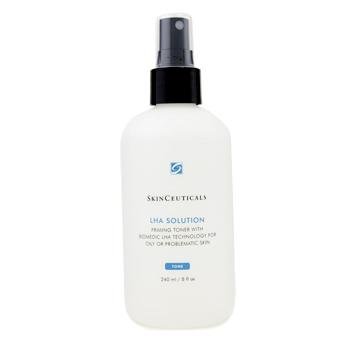 SKINCEUTICALS
LHA SOLUTION
PRIMING TONER WITH
BIOMEDIC LHA TECHNOLOGY FOR
OILY OR PROBLEMATIC SKIN
TONE
240 ml / 8 fl oz